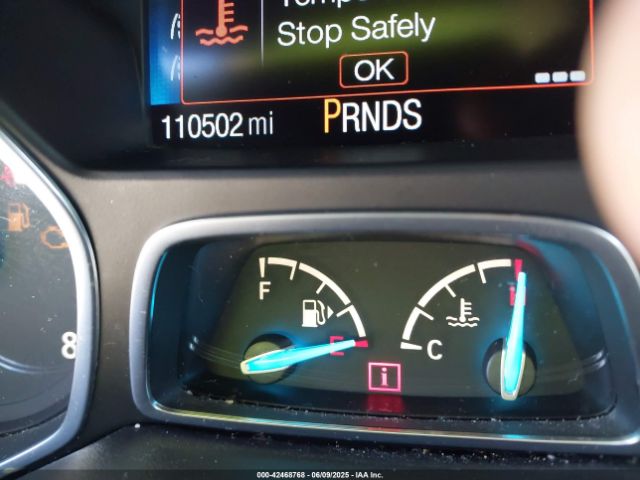 Stop Safely
OK
110502 mi PRNDS
F
E
C
i
8
000-42468768 | 06/09/2025 | IAA Inc.